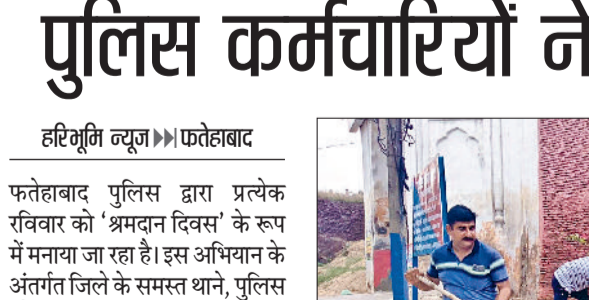 पुलिस कर्मचारियों ने
हरिभूमि न्यूज ▶▶| फतेहाबाद
फतेहाबाद पुलिस द्वारा प्रत्येक
रविवार को ‘श्रमदान दिवस’ के रूप
में मनाया जा रहा है। इस अभियान के
अंतर्गत जिले के समस्त थाने, पुलिस